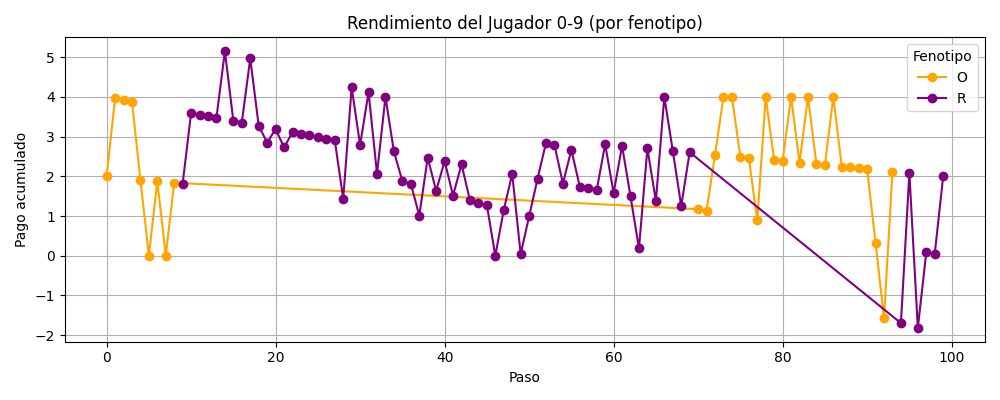 Rendimiento del Jugador 0-9 (por fenotipo)
Pago acumulado
5
4
3
2
1
0
−1
−2
Fenotipo
O
R
0
20
40
60
80
100
Paso